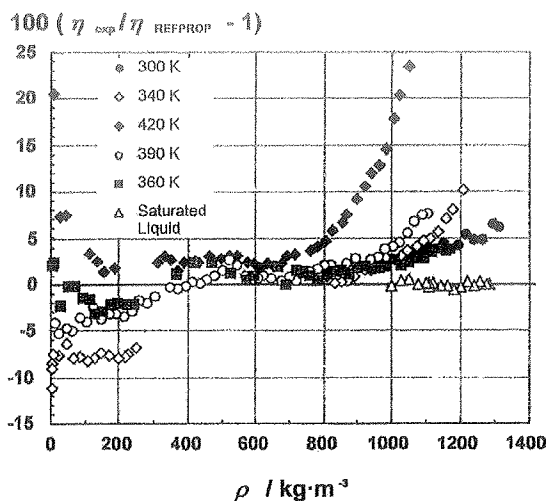 100 ( η exp/ η REFPROP - 1)
25
20
15
10
5
0
-5
-10
-15
300 K
340 K
420 K
390 K
360 K
Saturated
Liquid
0 200 400 600 800 1000 1200 1400
ρ / kg·m-3